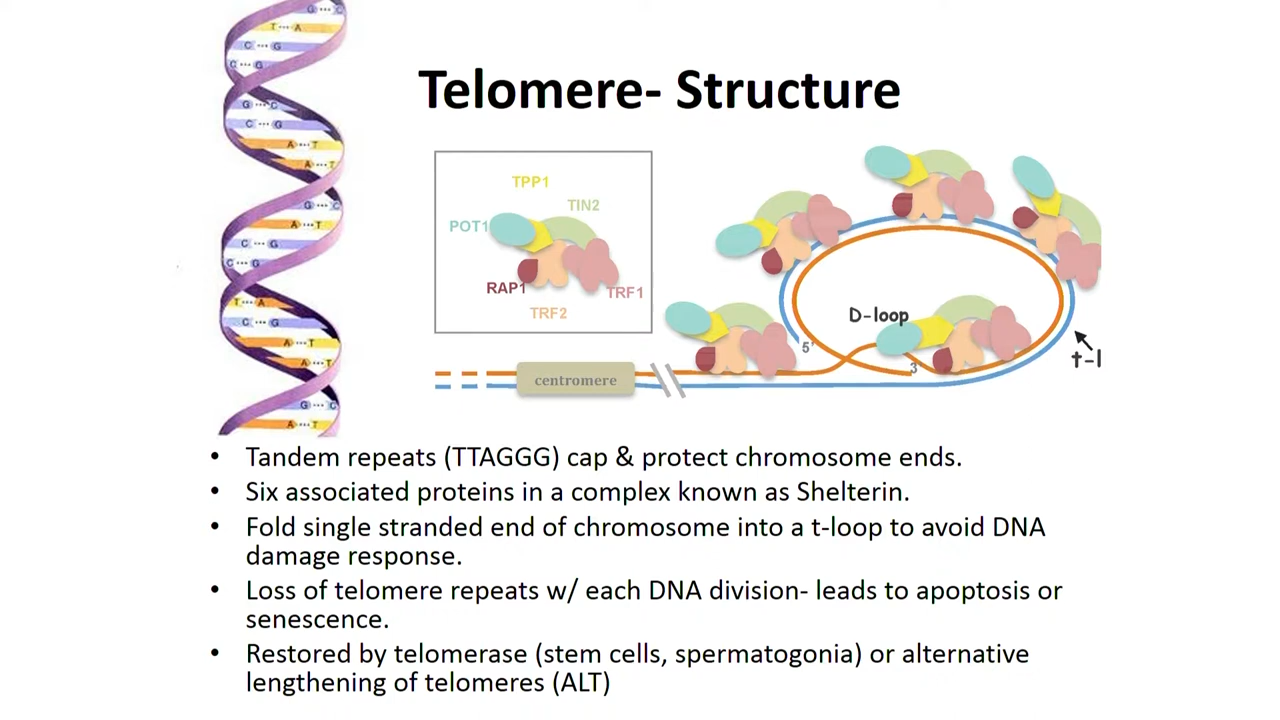 Telomere- Structure
TPP1
TIN2
POT1
RAP1
TRF1
TRF2
D-loop
5'
3'
t-l
centromere
G ··· C
T ··· A
C ··· G
C ··· G
G ··· C
C ··· G
A ··· T
A ··· T
G ··· C
A ··· T
C ··· G
C ··· G
T ··· A
C ··· G
A ··· T
A ··· T
G ··· C
A ··· T
• Tandem repeats (TTAGGG) cap & protect chromosome ends.
• Six associated proteins in a complex known as Shelterin.
• Fold single stranded end of chromosome into a t-loop to avoid DNA
damage response.
• Loss of telomere repeats w/ each DNA division- leads to apoptosis or
senescence.
• Restored by telomerase (stem cells, spermatogonia) or alternative
lengthening of telomeres (ALT)